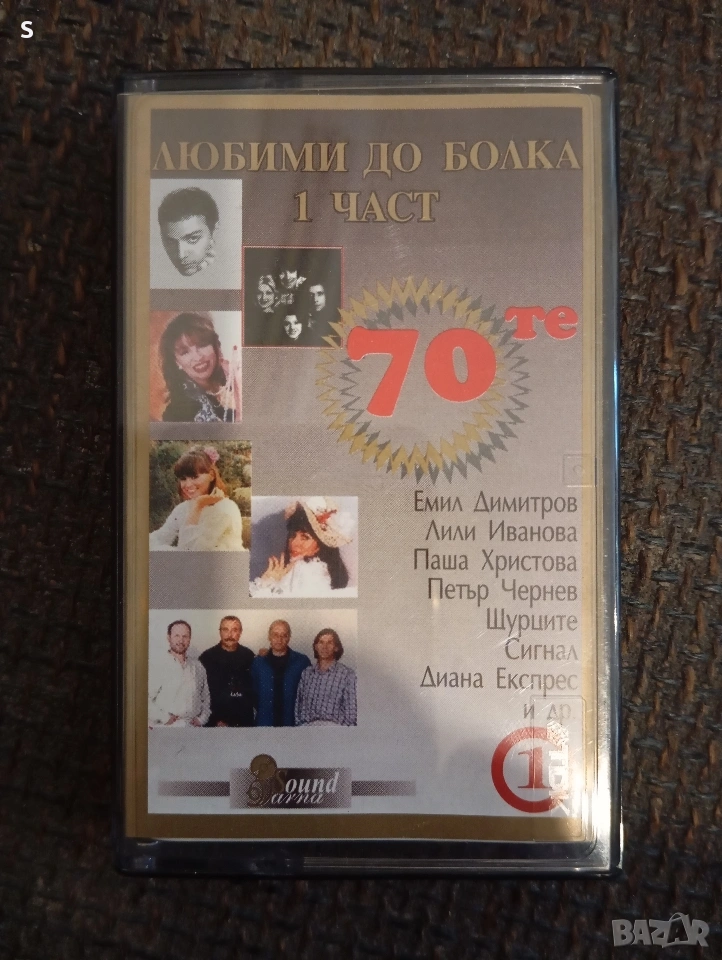 S
ЛЮБИМИ ДО БОЛКА
1 ЧАСТ
70те
Емил Димитров
Лили Иванова
Паша Христова
Петър Чернев
Щурците
Сигнал
Диана Експрес
и др.
Sound
Varna
1
BAZAR